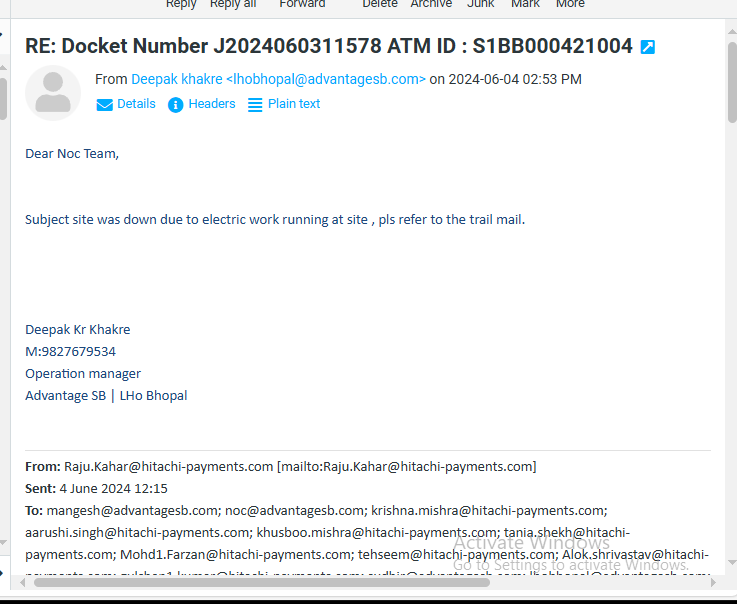 Reply Reply all Forward Delete Archive Junk Mark More
RE: Docket Number J2024060311578 ATM ID : S1BB000421004
From Deepak khakre <lhobhopal@advantagesb.com> on 2024-06-04 02:53 PM
Details Headers Plain text
Dear Noc Team,
Subject site was down due to electric work running at site , pls refer to the trail mail.
Deepak Kr Khakre
M:9827679534
Operation manager
Advantage SB | LHo Bhopal
From: Raju.Kahar@hitachi-payments.com [mailto:Raju.Kahar@hitachi-payments.com]
Sent: 4 June 2024 12:15
To: mangesh@advantagesb.com; noc@advantagesb.com; krishna.mishra@hitachi-payments.com;
aarushi.singh@hitachi-payments.com; khusboo.mishra@hitachi-payments.com; tania.shekh@hitachi-
payments.com; Mohd1.Farzan@hitachi-payments.com; tehseem@hitachi-payments.com; Alok.shrivastav@hitachi-
Activate Windows
Go to Settings to activate Windows.